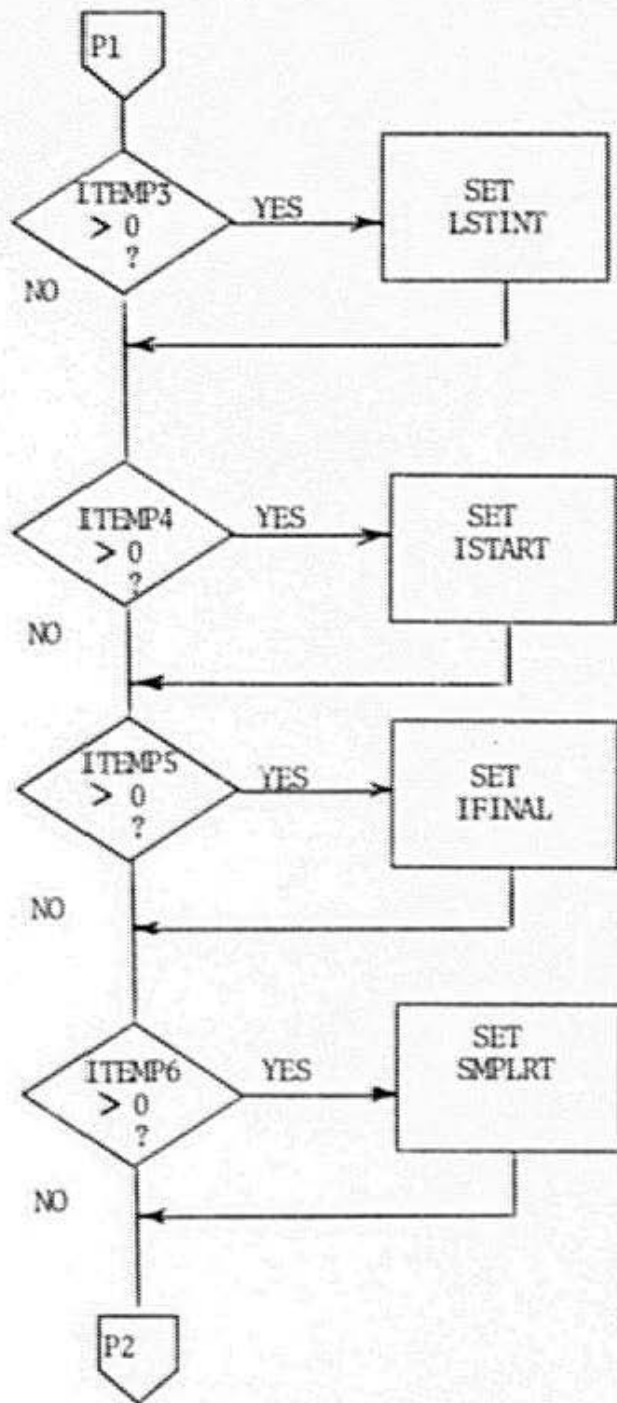 P1
ITEMP3
> 0
?
YES
SET
LSTINT
NO
ITEMP4
> 0
?
YES
SET
ISTART
NO
ITEMP5
> 0
?
YES
SET
IFINAL
NO
ITEMP6
> 0
?
YES
SET
SMPLRT
NO
P2